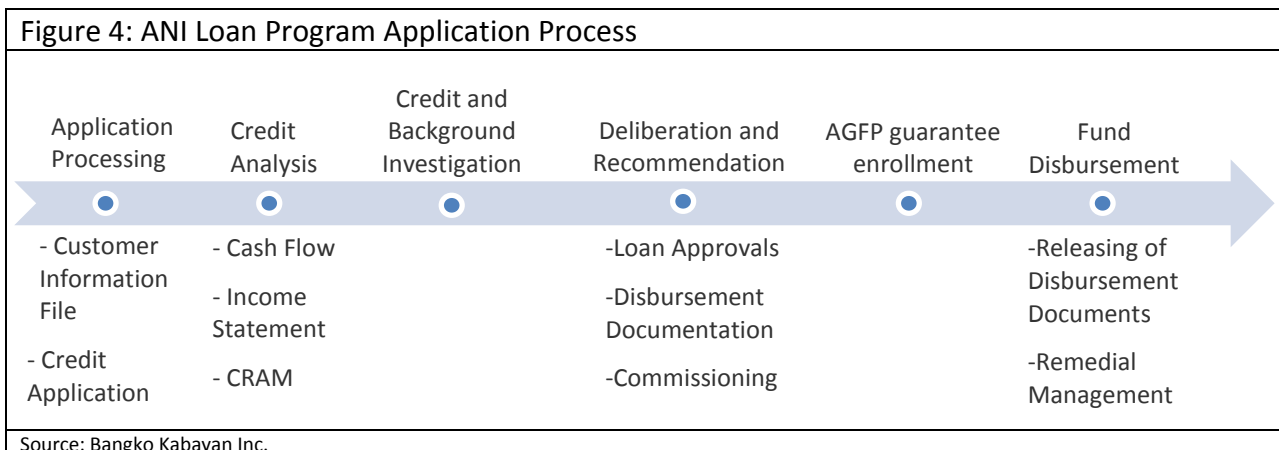 Figure 4: ANI Loan Program Application Process
Application
Processing
Credit
Analysis
Credit and
Background
Investigation
Deliberation and
Recommendation
AGFP guarantee
enrollment
Fund
Disbursement
- Customer
Information
File
- Credit
Application
- Cash Flow
- Income
Statement
- CRAM
-Loan Approvals
-Disbursement
Documentation
-Commissioning
-Releasing of
Disbursement
Documents
-Remedial
Management
Source: Bangko Kabayan Inc.